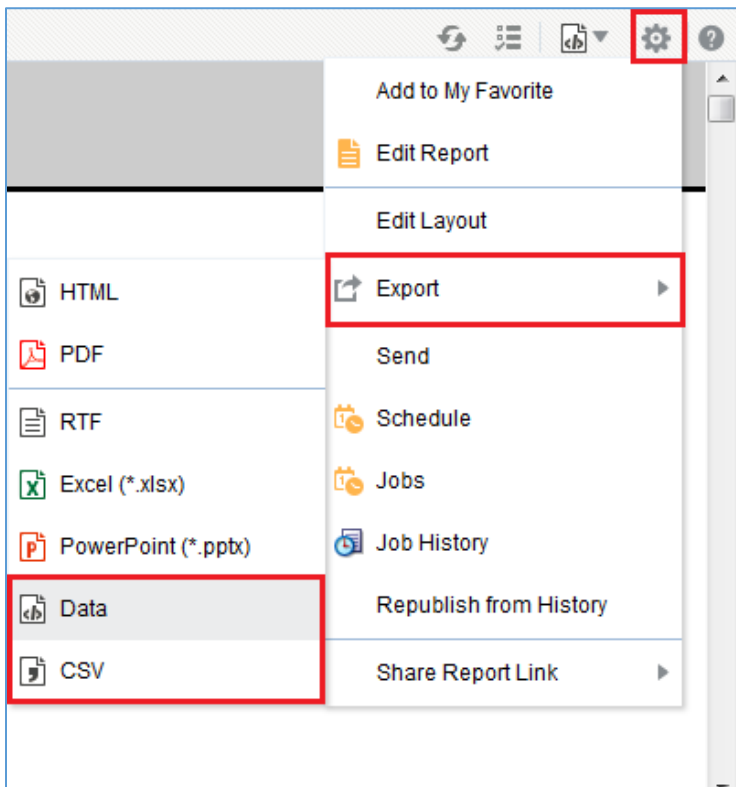 Add to My Favorite
Edit Report
Edit Layout
Export
Send
Schedule
Jobs
Job History
Republish from History
Share Report Link
HTML
PDF
RTF
Excel (*.xlsx)
PowerPoint (*.pptx)
Data
CSV